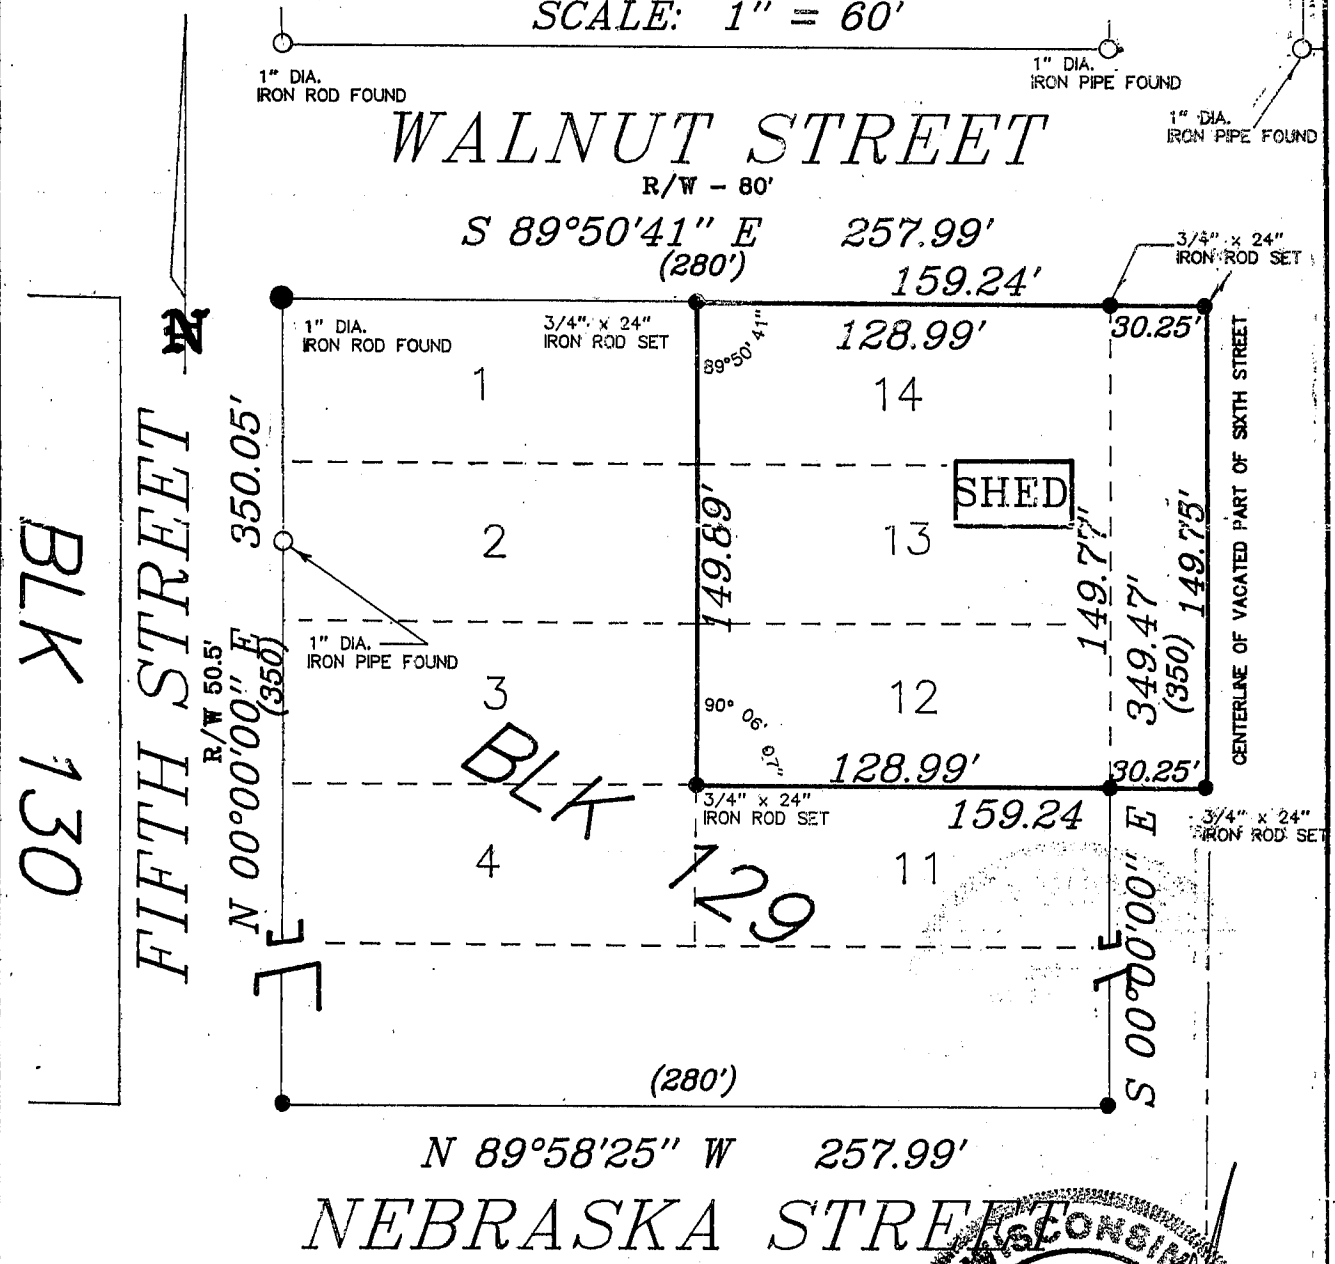 SCALE: 1" = 60'
1" DIA.
IRON ROD FOUND
1" DIA.
IRON PIPE FOUND
1" DIA.
IRON PIPE FOUND
WALNUT STREET
R/W - 80'
S 89°50'41" E 257.99'
(280')
159.24'
3/4" x 24"
IRON ROD SET
1" DIA.
IRON ROD FOUND
3/4" x 24"
IRON ROD SET
89°50'41"
128.99'
30.25'
N
1
14
SHED
2
13
350.05'
149.89'
149.77'
149.75'
349.47'
(350)
CENTERLINE OF VACATED PART OF SIXTH STREET
BLK 130
FIFTH STREET
R/W 50.5'
N 00°00'00" E
(350)
1" DIA.
IRON PIPE FOUND
3
12
90° 06' 07"
BLK 129
128.99'
30.25'
3/4" x 24"
IRON ROD SET
159.24
3/4" x 24"
IRON ROD SET
4
11
S 00°00'00" E
(280')
N 89°58'25" W 257.99'
NEBRASKA STREET
WISCONSIN